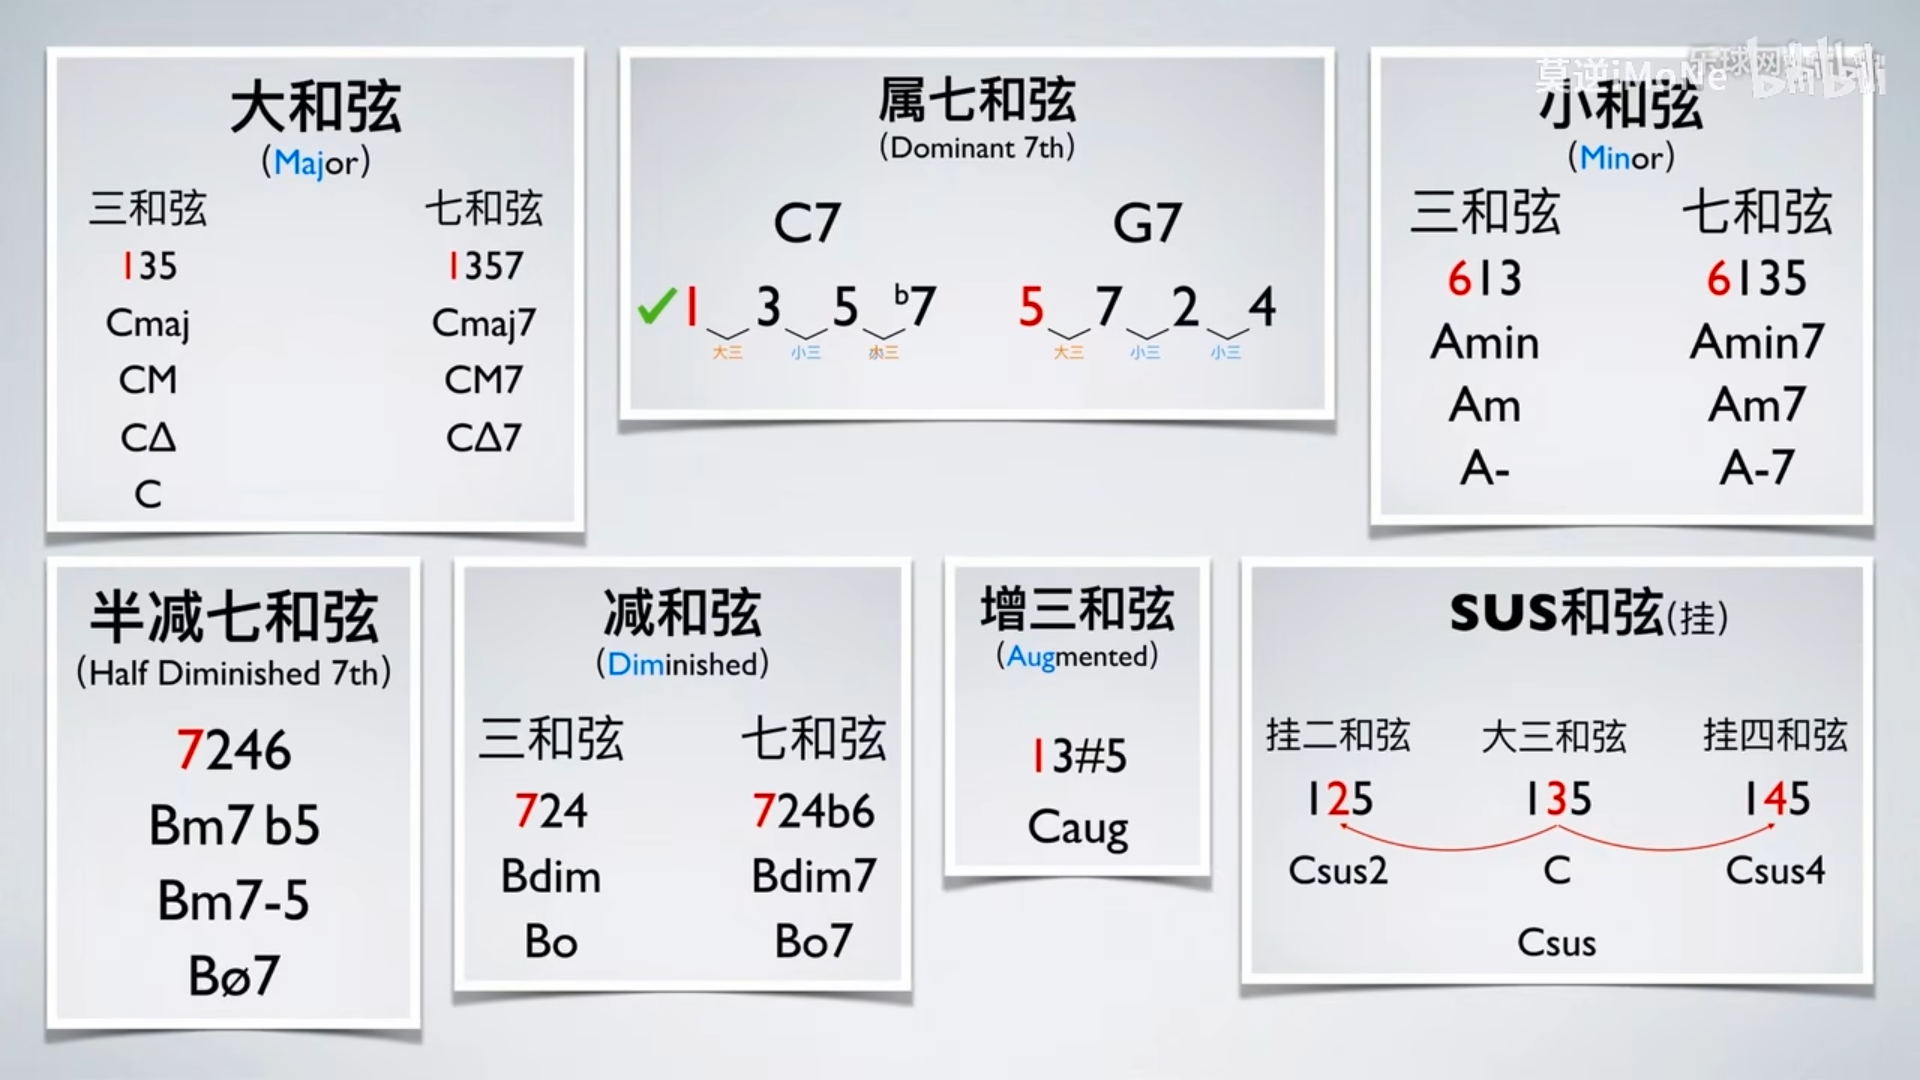 莫逆iMoNe
乐球网
bilibili
大和弦
(Major)
三和弦 七和弦
135 1357
Cmaj Cmaj7
CM CM7
CΔ CΔ7
C
属七和弦
(Dominant 7th)
C7 G7
✓1 3 5 b7 5 7 2 4
大三 小三 大三 小三 小三
小和弦
(Minor)
三和弦 七和弦
613 6135
Amin Amin7
Am Am7
A- A-7
半减七和弦
(Half Diminished 7th)
7246
Bm7 b5
Bm7-5
Bø7
减和弦
(Diminished)
三和弦 七和弦
724 724b6
Bdim Bdim7
Bo Bo7
增三和弦
(Augmented)
13#5
Caug
SUS和弦(挂)
挂二和弦 大三和弦 挂四和弦
125 135 145
Csus2 C Csus4
Csus